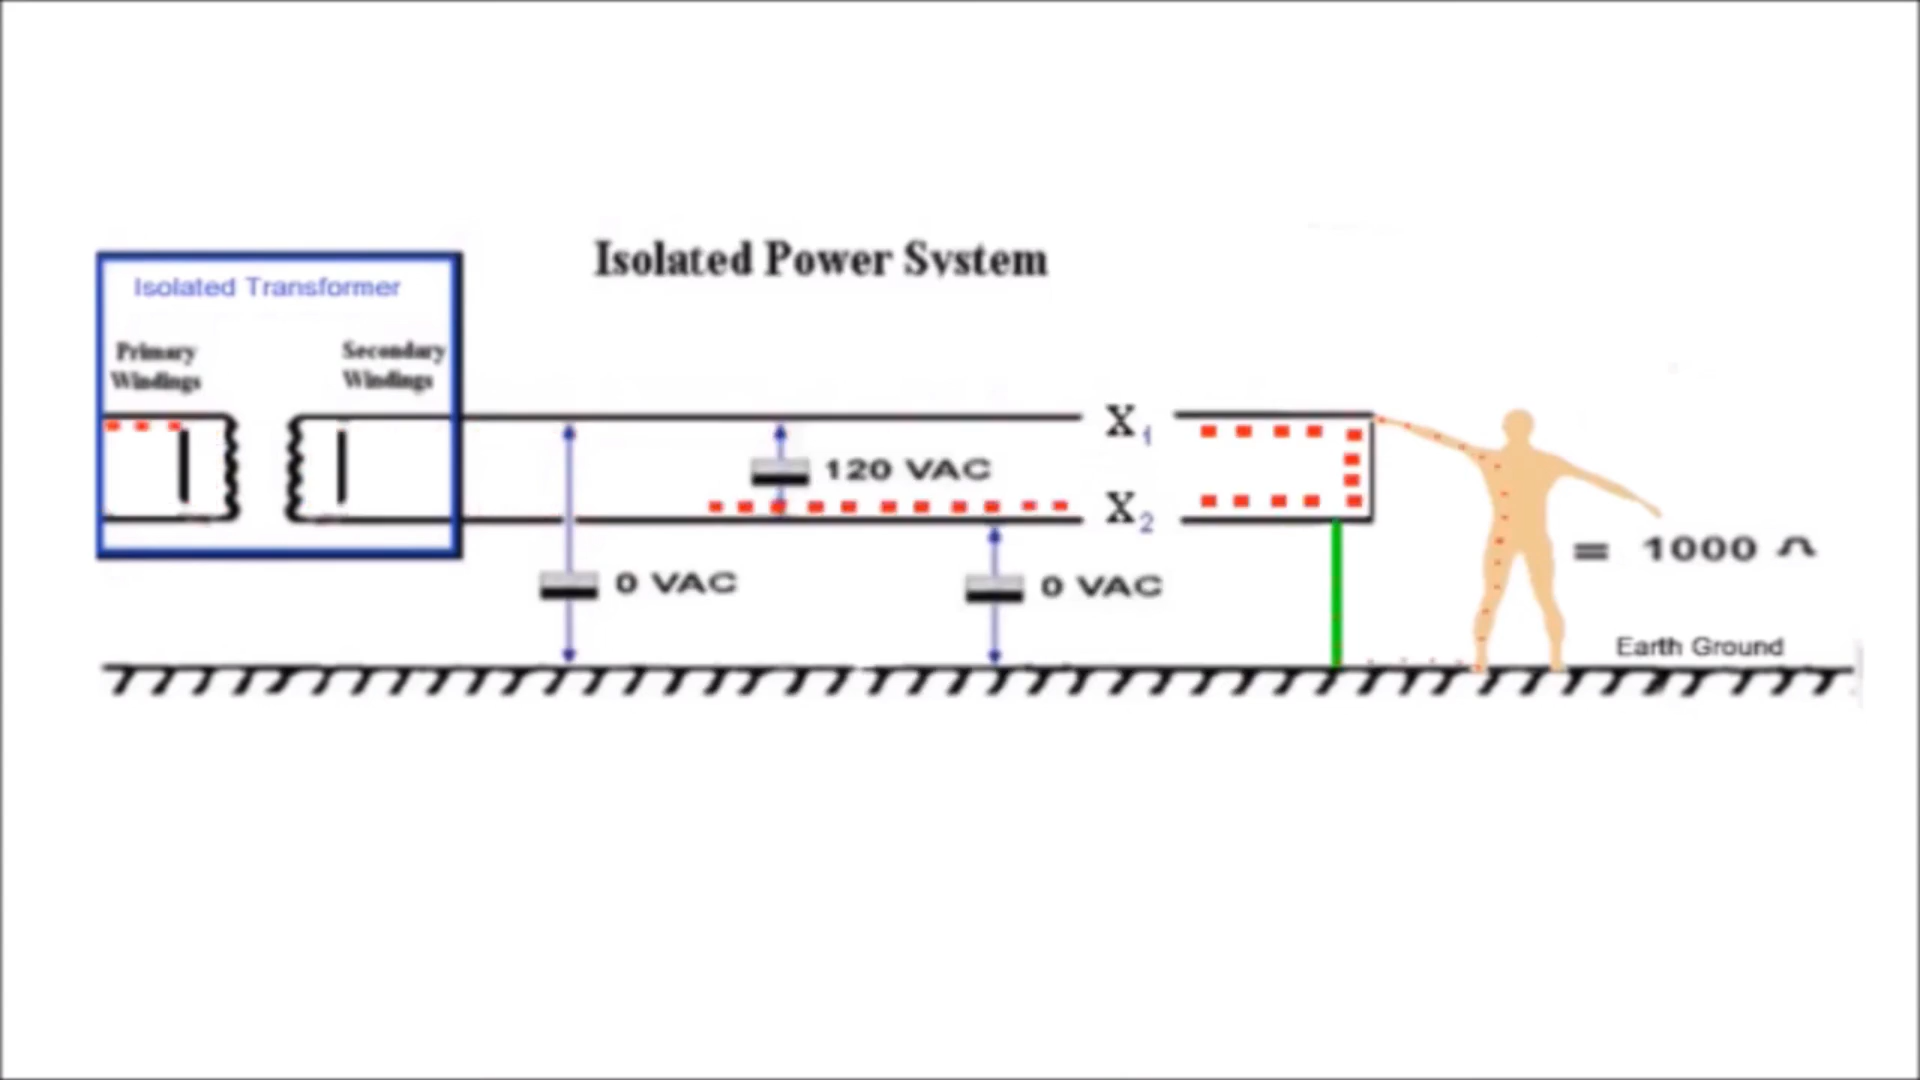 Isolated Power System
Isolated Transformer
Primary
Windings
Secondary
Windings
X1
120 VAC
X2
0 VAC
0 VAC
= 1000 Ω
Earth Ground